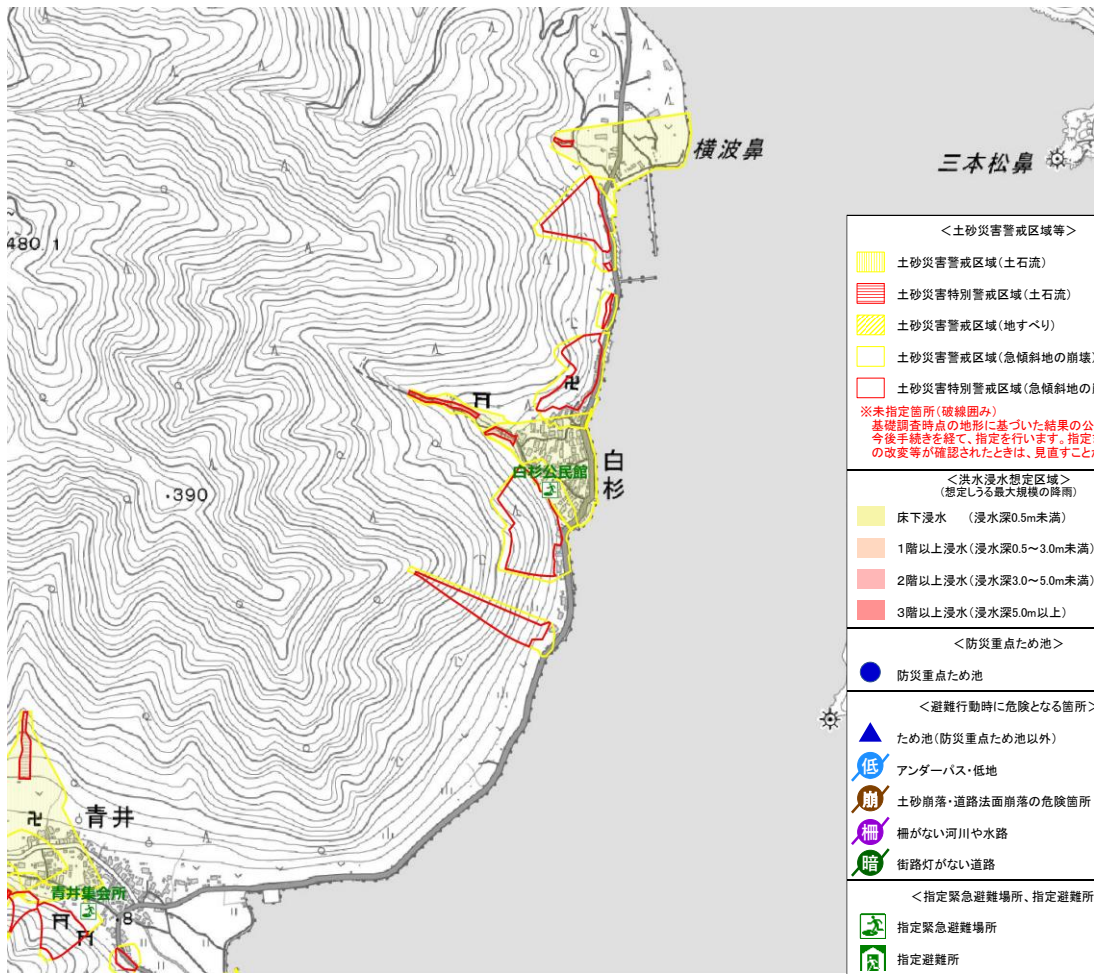 横波鼻
三本松鼻
480.1
卍
白杉公民館
白杉
・390
卍
青井
青井集会所
・8
＜土砂災害警戒区域等＞
土砂災害警戒区域（土石流）
土砂災害特別警戒区域（土石流）
土砂災害警戒区域（地すべり）
土砂災害警戒区域（急傾斜地の崩壊）
土砂災害特別警戒区域（急傾斜地の
※未指定箇所（破線囲み）
基礎調査時点の地形に基づいた結果の公
今後手続きを経て、指定を行います。指定
の改変等が確認されたときは、見直すこと
＜洪水浸水想定区域＞
（想定しうる最大規模の降雨）
床下浸水　（浸水深0.5m未満）
1階以上浸水（浸水深0.5～3.0m未満）
2階以上浸水（浸水深3.0～5.0m未満）
3階以上浸水（浸水深5.0m以上）
＜防災重点ため池＞
防災重点ため池
＜避難行動時に危険となる箇所＞
ため池（防災重点ため池以外）
低 アンダーパス・低地
崩 土砂崩落・道路法面崩落の危険箇所
柵 柵がない河川や水路
暗 街路灯がない道路
＜指定緊急避難場所、指定避難所
指定緊急避難場所
指定避難所